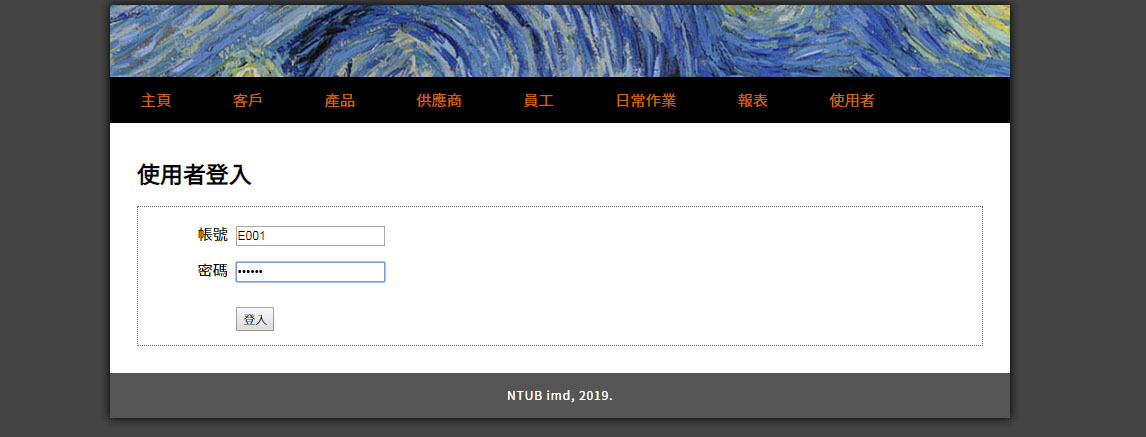 主頁 客戶 產品 供應商 員工 日常作業 報表 使用者
使用者登入
帳號 E001
密碼 ••••••
登入
NTUB imd, 2019.